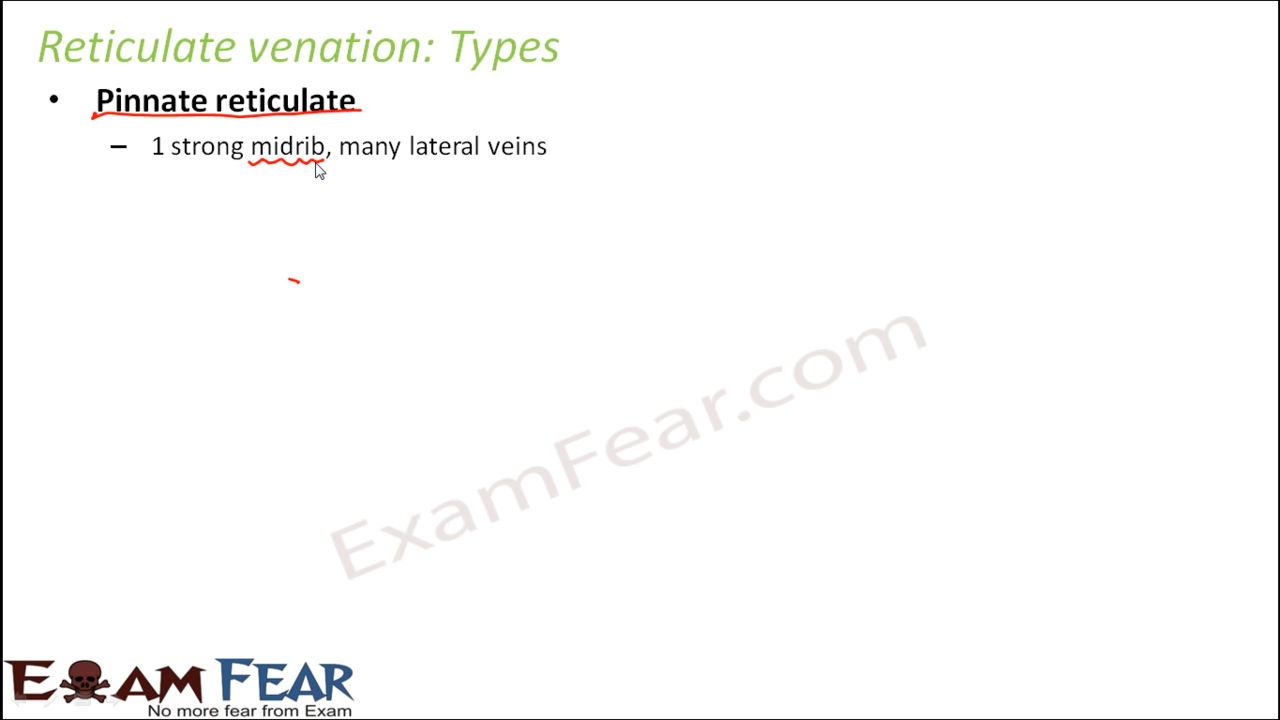 Reticulate venation: Types
• Pinnate reticulate
– 1 strong midrib, many lateral veins
ExamFear.com
EXAM FEAR
No more fear from Exam